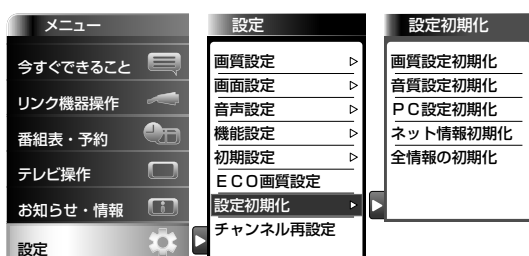 メニュー
今すぐできること
リンク機器操作
番組表・予約
テレビ操作
お知らせ・情報
設定
設定
画質設定
画面設定
音声設定
機能設定
初期設定
ＥＣＯ画質設定
設定初期化
チャンネル再設定
設定初期化
画質設定初期化
音質設定初期化
ＰＣ設定初期化
ネット情報初期化
全情報の初期化